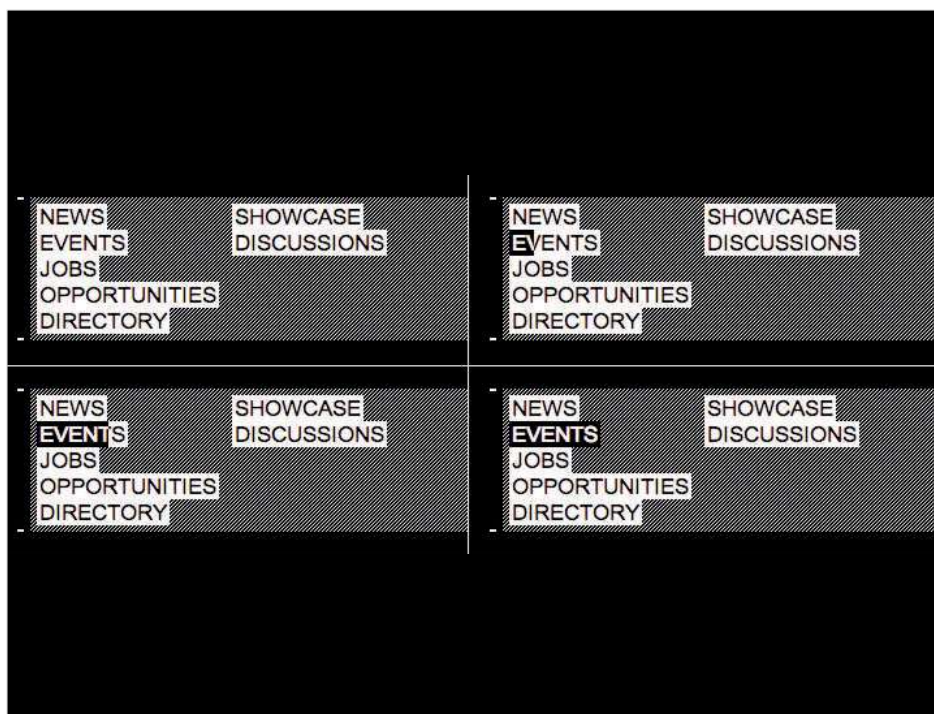 NEWS SHOWCASE
EVENTS DISCUSSIONS
JOBS
OPPORTUNITIES
DIRECTORY
NEWS SHOWCASE
EVENTS DISCUSSIONS
JOBS
OPPORTUNITIES
DIRECTORY
NEWS SHOWCASE
EVENTS DISCUSSIONS
JOBS
OPPORTUNITIES
DIRECTORY
NEWS SHOWCASE
EVENTS DISCUSSIONS
JOBS
OPPORTUNITIES
DIRECTORY